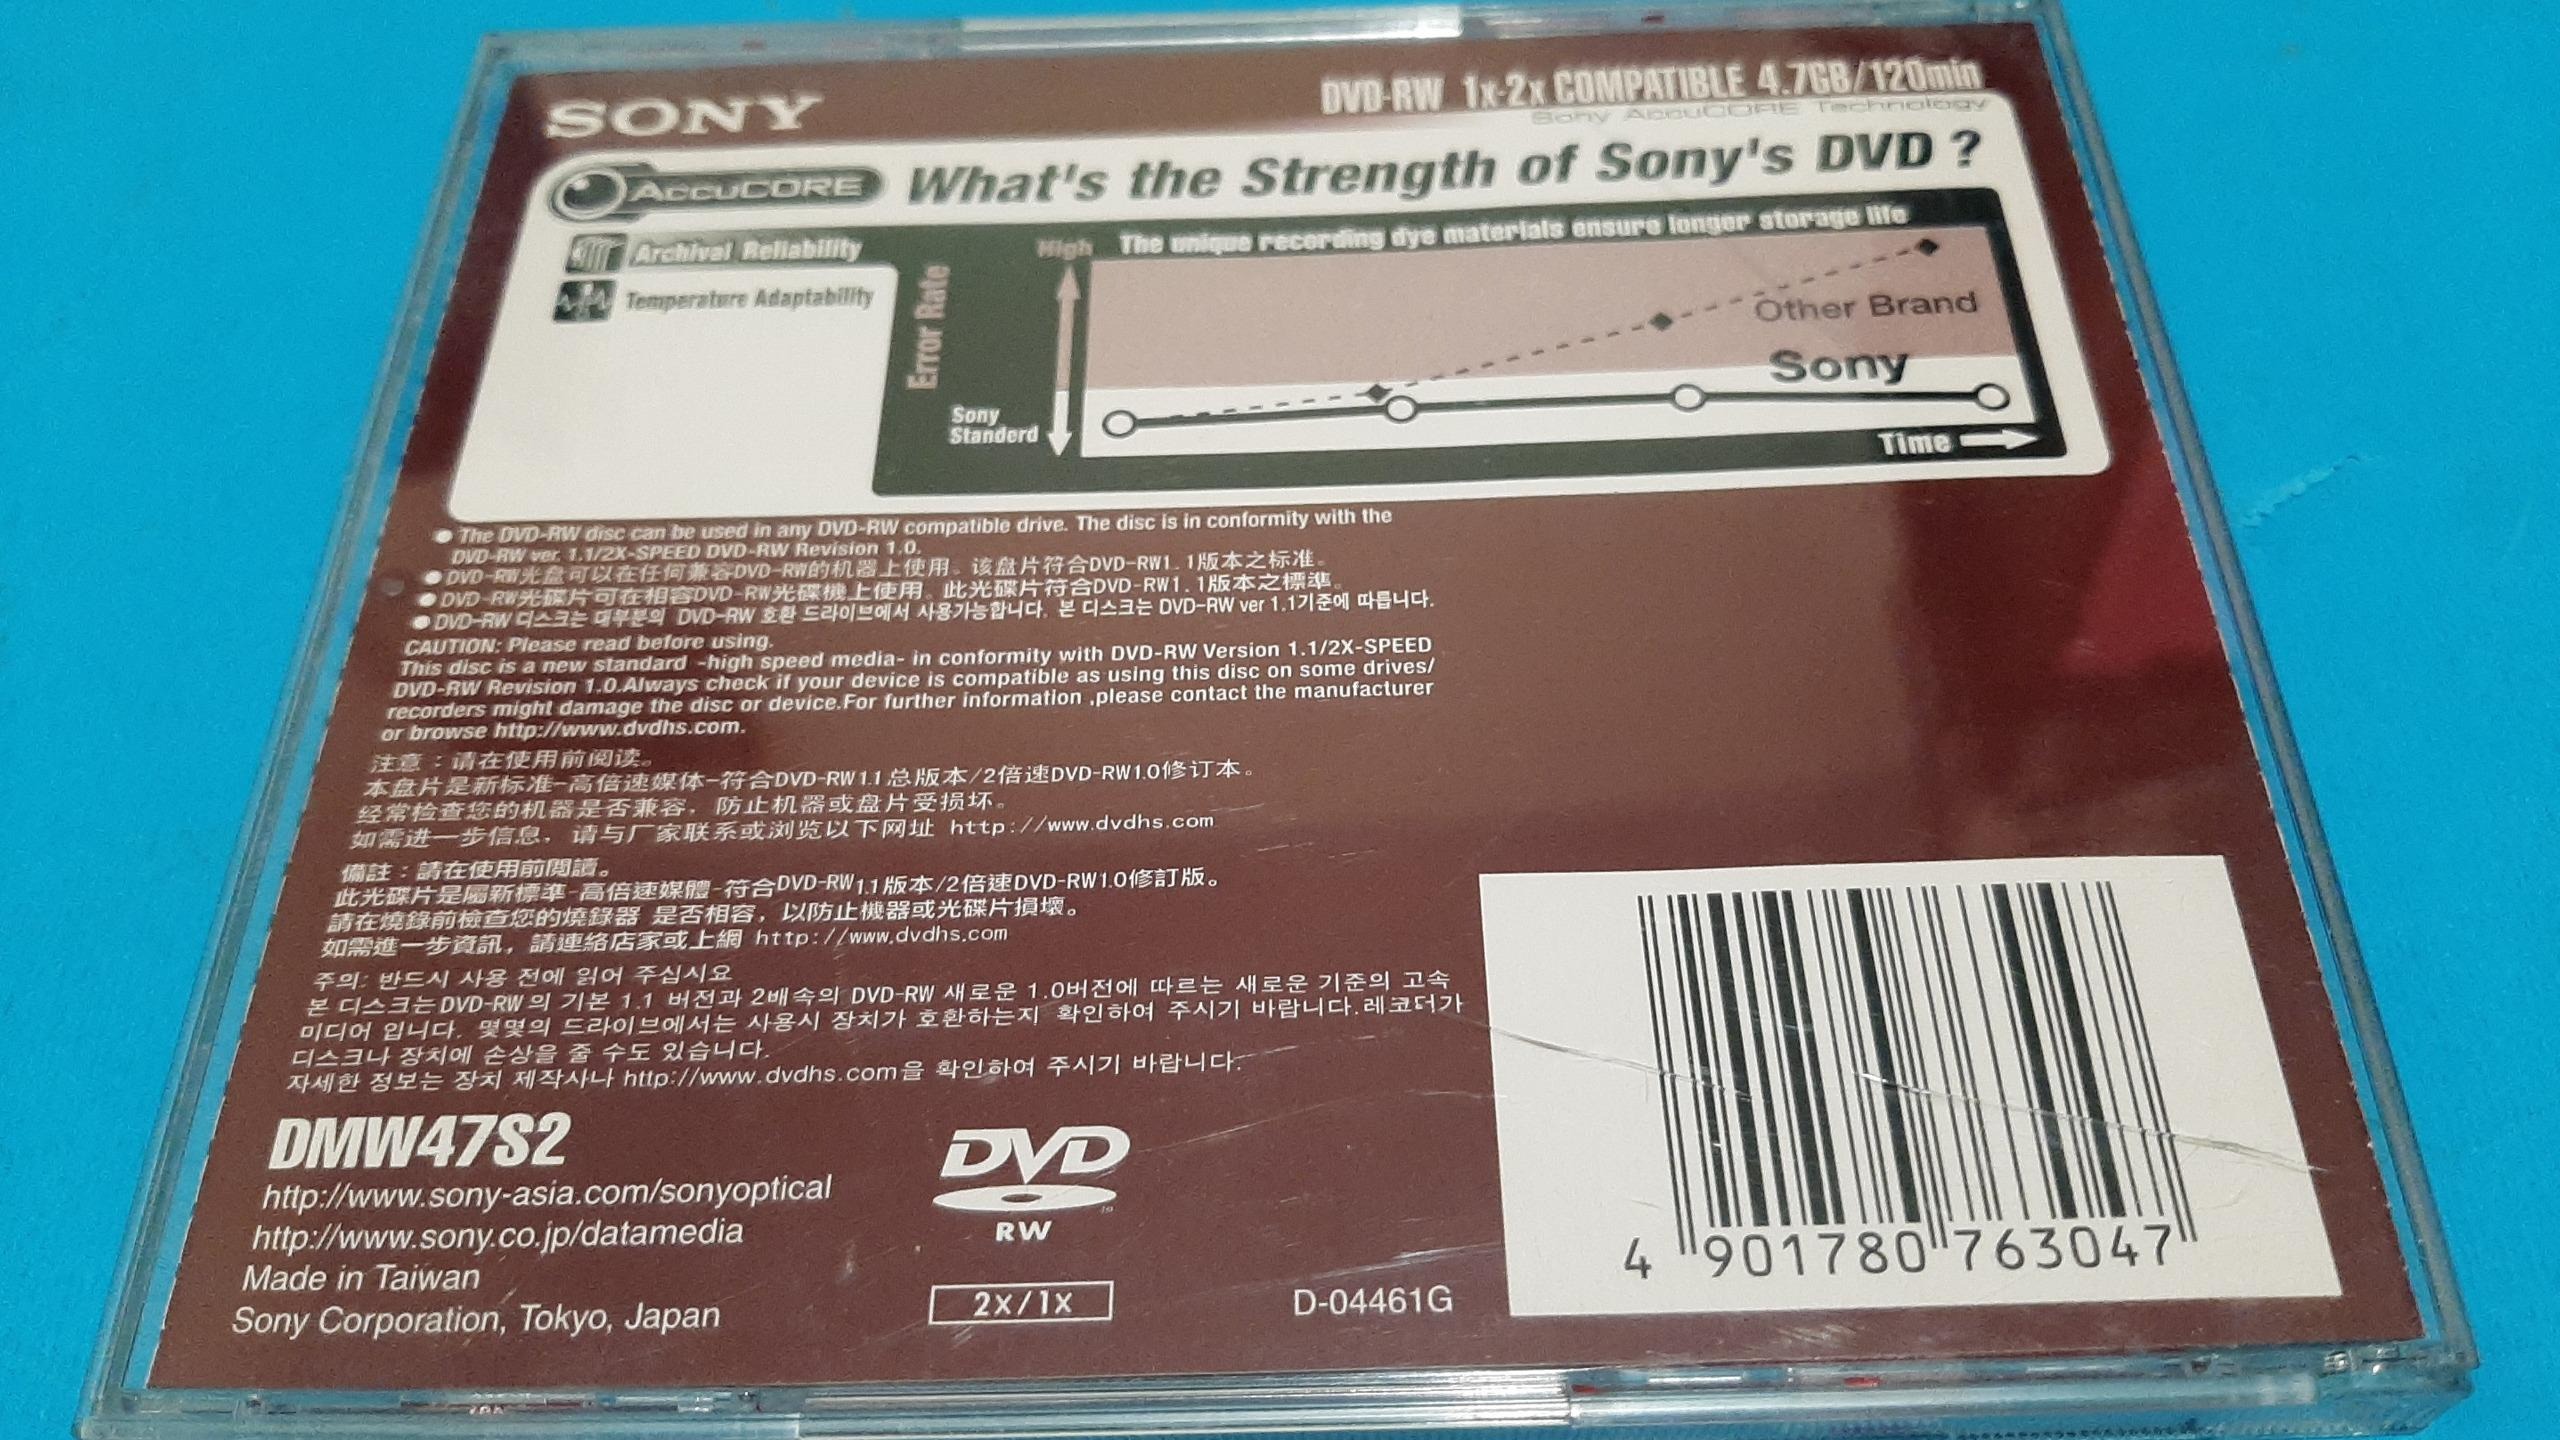 SONY
DVD-RW 1x-2x COMPATIBLE 4.7GB/120min
Sony AccuCORE Technology
AccuCORE What's the Strength of Sony's DVD ?
Archival Reliability
Temperature Adaptability
The unique recording dye materials ensure longer storage life
High
Error Rate
Sony
Standerd
Other Brand
Sony
Time
● The DVD-RW disc can be used in any DVD-RW compatible drive. The disc is in conformity with the
DVD-RW ver. 1.1/2X-SPEED DVD-RW Revision 1.0.
● DVD-RW光盘可以在任何兼容DVD-RW的机器上使用。该盘片符合DVD-RW1.1版本之标准。
● DVD-RW光碟片可在相容DVD-RW光碟機上使用。此光碟片符合DVD-RW1.1版本之標準。
● DVD-RW 디스크는 대부분의 DVD-RW 호환 드라이브에서 사용가능합니다. 본 디스크는 DVD-RW ver 1.1기준에 따릅니다.
CAUTION: Please read before using.
This disc is a new standard -high speed media- in conformity with DVD-RW Version 1.1/2X-SPEED
DVD-RW Revision 1.0.Always check if your device is compatible as using this disc on some drives/
recorders might damage the disc or device.For further information ,please contact the manufacturer
or browse http://www.dvdhs.com.
注意：请在使用前阅读。
本盘片是新标准-高倍速媒体-符合DVD-RW1.1总版本/2倍速DVD-RW1.0修订本。
经常检查您的机器是否兼容，防止机器或盘片受损坏。
如需进一步信息，请与厂家联系或浏览以下网址 http://www.dvdhs.com
備註：請在使用前閱讀。
此光碟片是屬新標準-高倍速媒體-符合DVD-RW1.1版本/2倍速DVD-RW1.0修訂版。
請在燒錄前檢查您的燒錄器 是否相容，以防止機器或光碟片損壞。
如需進一步資訊，請連絡店家或上網 http://www.dvdhs.com
주의: 반드시 사용 전에 읽어 주십시요
본 디스크는DVD-RW의 기본 1.1 버전과 2배속의 DVD-RW 새로운 1.0버전에 따르는 새로운 기준의 고속
미디어 입니다. 몇몇의 드라이브에서는 사용시 장치가 호환하는지 확인하여 주시기 바랍니다.레코더가
디스크나 장치에 손상을 줄 수도 있습니다.
자세한 정보는 장치 제작사나 http://www.dvdhs.com을 확인하여 주시기 바랍니다.
DMW47S2
http://www.sony-asia.com/sonyoptical
http://www.sony.co.jp/datamedia
Made in Taiwan
Sony Corporation, Tokyo, Japan
DVD
RW
2x/1x
D-04461G
4 901780 763047